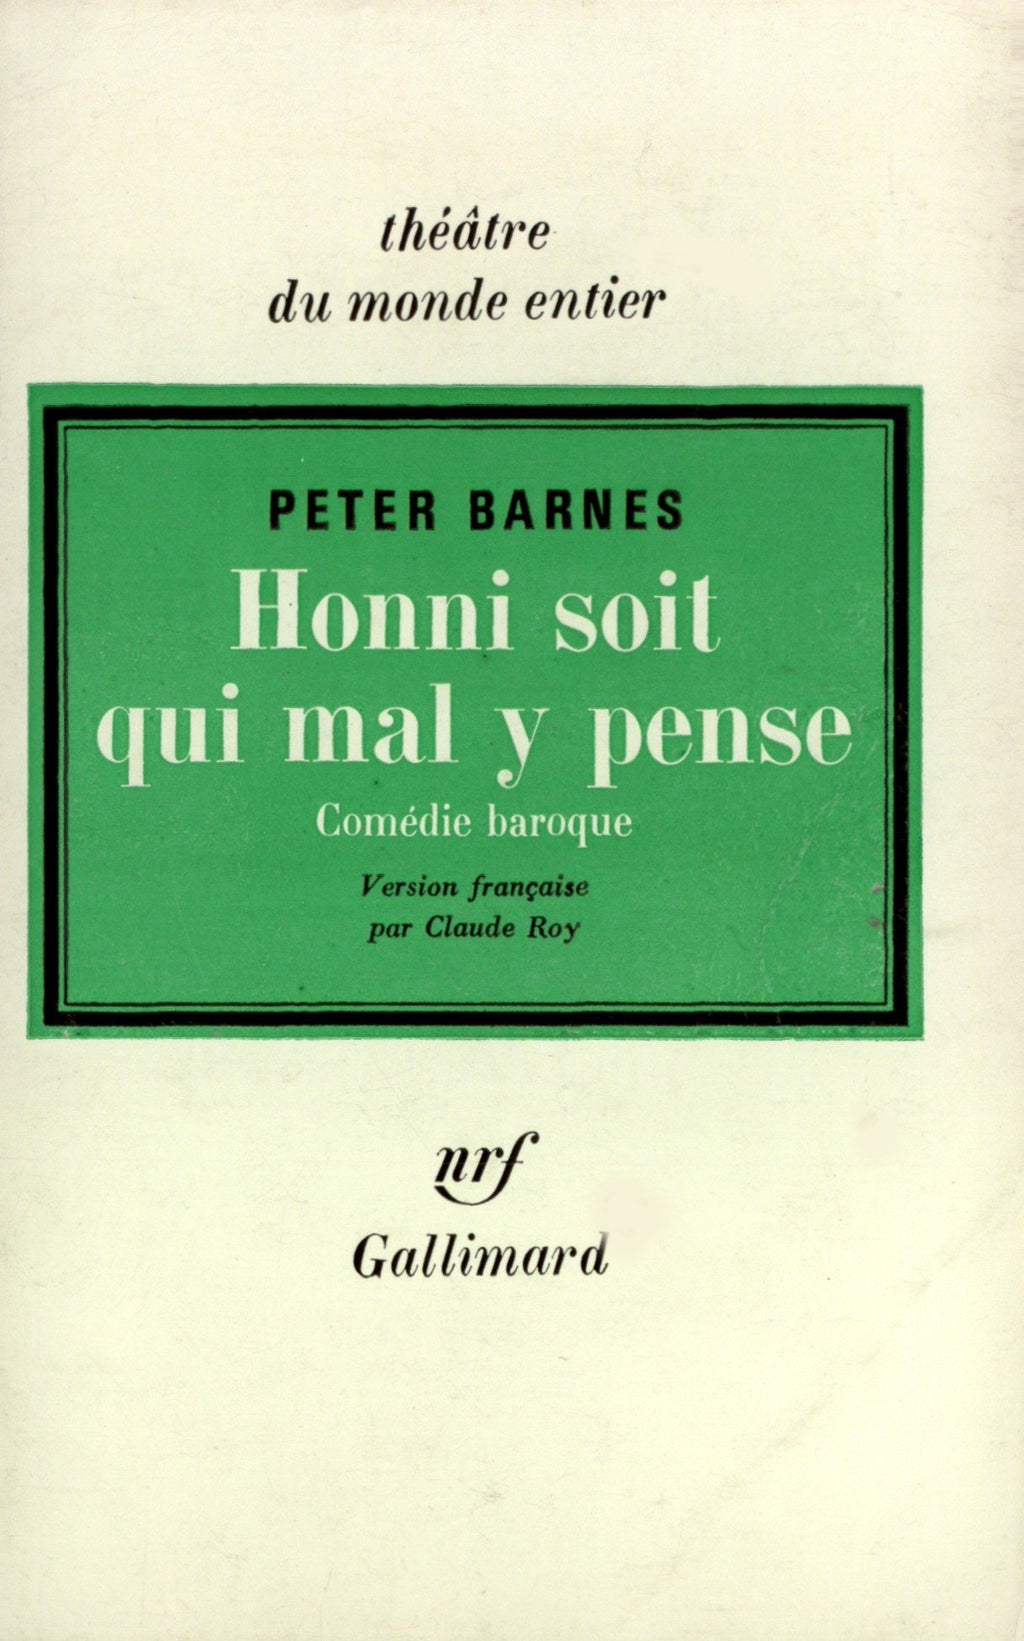 théâtre
du monde entier
PETER BARNES
Honni soit
qui mal y pense
Comédie baroque
Version française
par Claude Roy
nrf
Gallimard